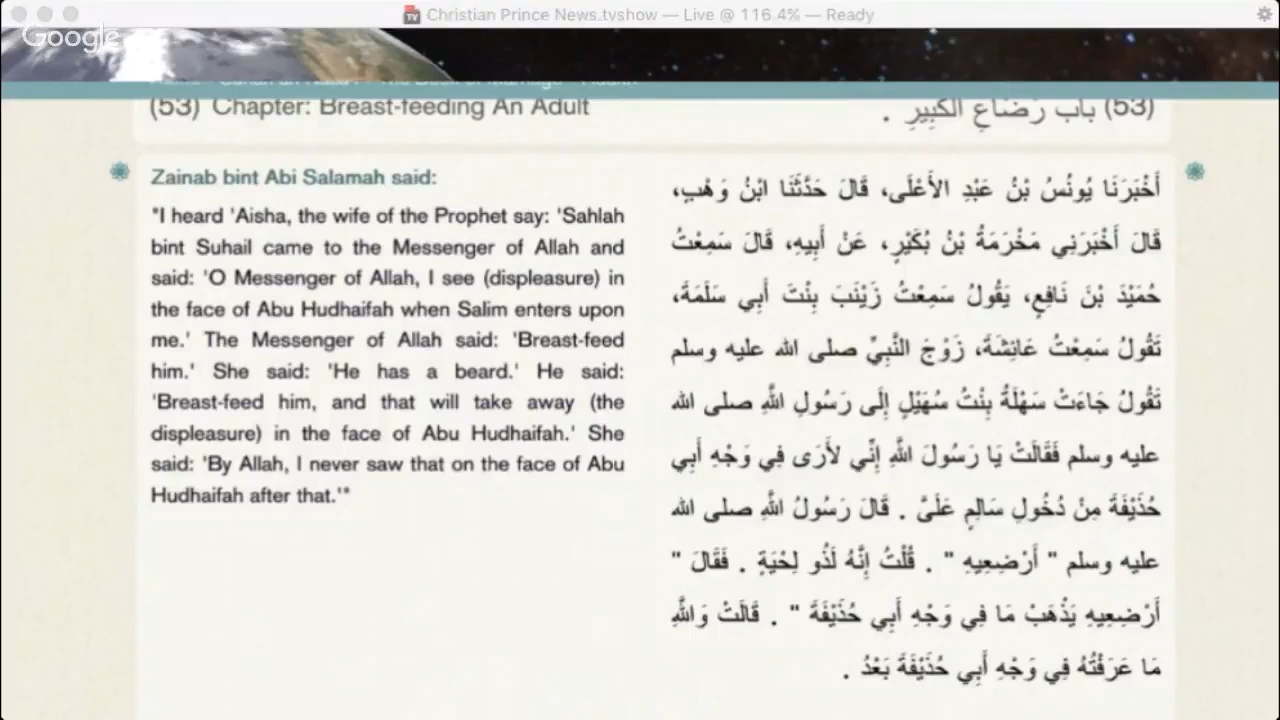 Christian Prince News.tvshow — Live @ 116.4% — Ready
Google
(53) Chapter: Breast-feeding An Adult
(53) باب رَضَاعِ الْكَبِيرِ .
Zainab bint Abi Salamah said:
"I heard 'Aisha, the wife of the Prophet say: 'Sahlah
bint Suhail came to the Messenger of Allah and
said: 'O Messenger of Allah, I see (displeasure) in
the face of Abu Hudhaifah when Salim enters upon
me.' The Messenger of Allah said: 'Breast-feed
him.' She said: 'He has a beard.' He said:
'Breast-feed him, and that will take away (the
displeasure) in the face of Abu Hudhaifah.' She
said: 'By Allah, I never saw that on the face of Abu
Hudhaifah after that.'"
أَخْبَرَنَا يُونُسُ بْنُ عَبْدِ الأَعْلَى، قَالَ حَدَّثَنَا ابْنُ وَهْبٍ،
قَالَ أَخْبَرَنِي مَخْرَمَةُ بْنُ بُكَيْرٍ، عَنْ أَبِيهِ، قَالَ سَمِعْتُ
حُمَيْدَ بْنَ نَافِعٍ، يَقُولُ سَمِعْتُ زَيْنَبَ بِنْتَ أَبِي سَلَمَةَ،
تَقُولُ سَمِعْتُ عَائِشَةَ، زَوْجَ النَّبِيِّ صلى الله عليه وسلم
تَقُولُ جَاءَتْ سَهْلَةُ بِنْتُ سُهَيْلٍ إِلَى رَسُولِ اللَّهِ صلى الله
عليه وسلم فَقَالَتْ يَا رَسُولَ اللَّهِ إِنِّي لأَرَى فِي وَجْهِ أَبِي
حُذَيْفَةَ مِنْ دُخُولِ سَالِمٍ عَلَىَّ . قَالَ رَسُولُ اللَّهِ صلى الله
عليه وسلم " أَرْضِعِيهِ " . قُلْتُ إِنَّهُ لَذُو لِحْيَةٍ . فَقَالَ "
أَرْضِعِيهِ يَذْهَبْ مَا فِي وَجْهِ أَبِي حُذَيْفَةَ " . قَالَتْ وَاللَّهِ
مَا عَرَفْتُهُ فِي وَجْهِ أَبِي حُذَيْفَةَ بَعْدُ .